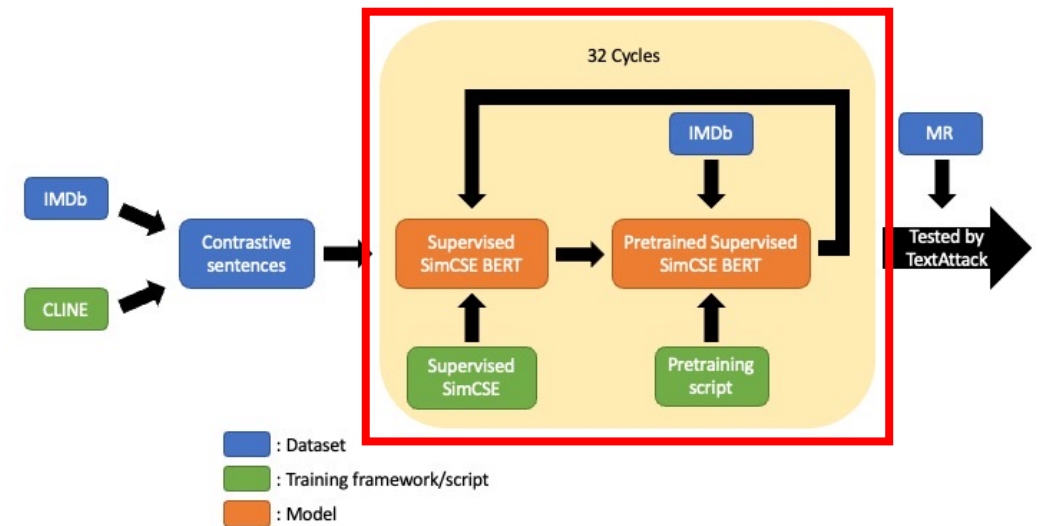 32 Cycles
IMDb
MR
IMDb
Contrastive
sentences
Supervised
SimCSE BERT
Pretrained Supervised
SimCSE BERT
Tested by
TextAttack
CLINE
Supervised
SimCSE
Pretraining
script
: Dataset
: Training framework/script
: Model